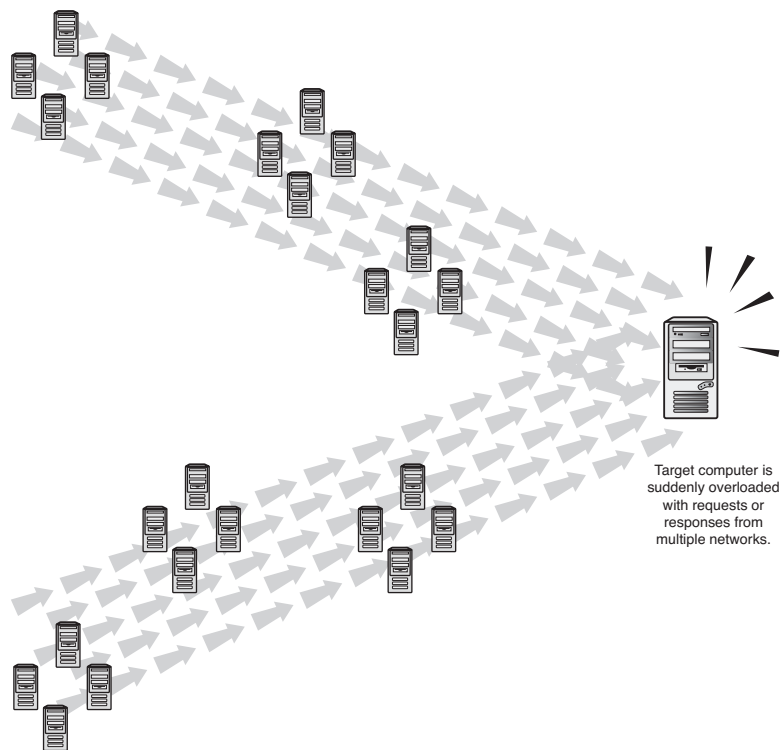 Target computer is
suddenly overloaded
with requests or
responses from
multiple networks.